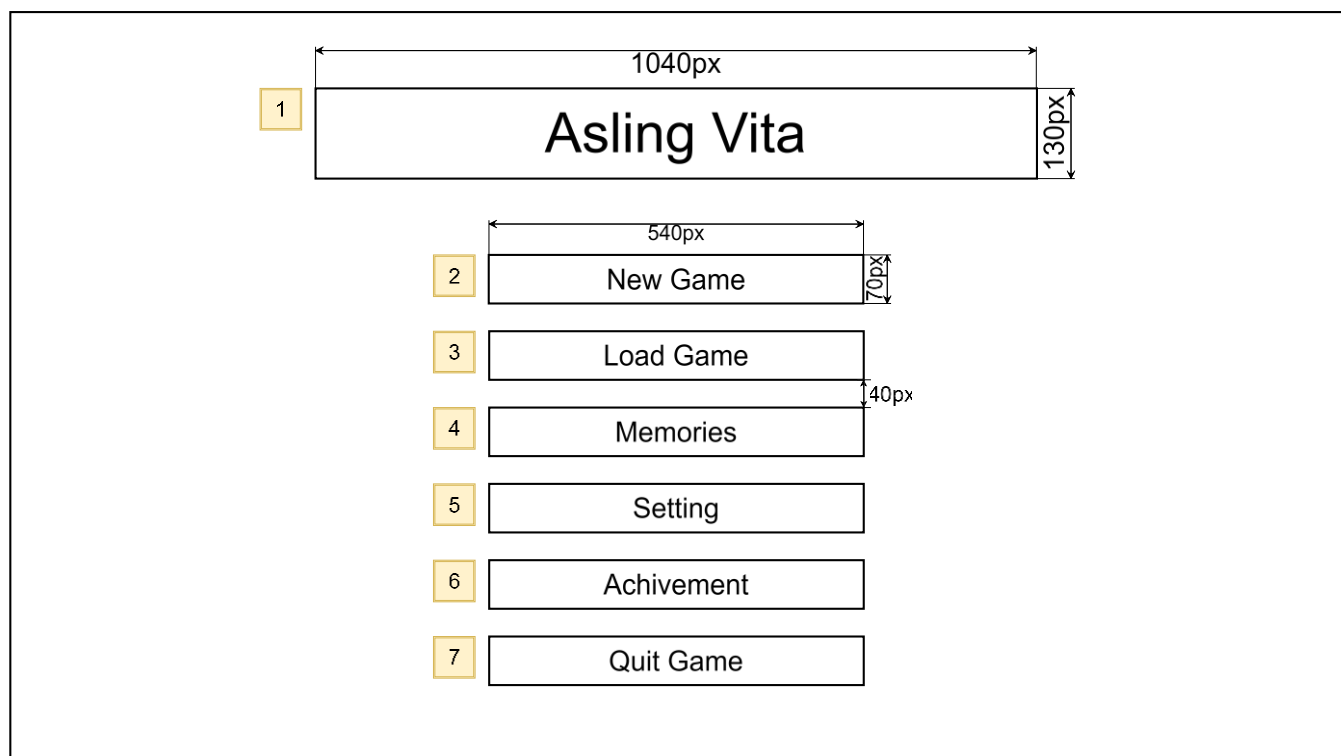 1040px
1
Asling Vita
130px
540px
2
New Game
70px
3
Load Game
40px
4
Memories
5
Setting
6
Achivement
7
Quit Game